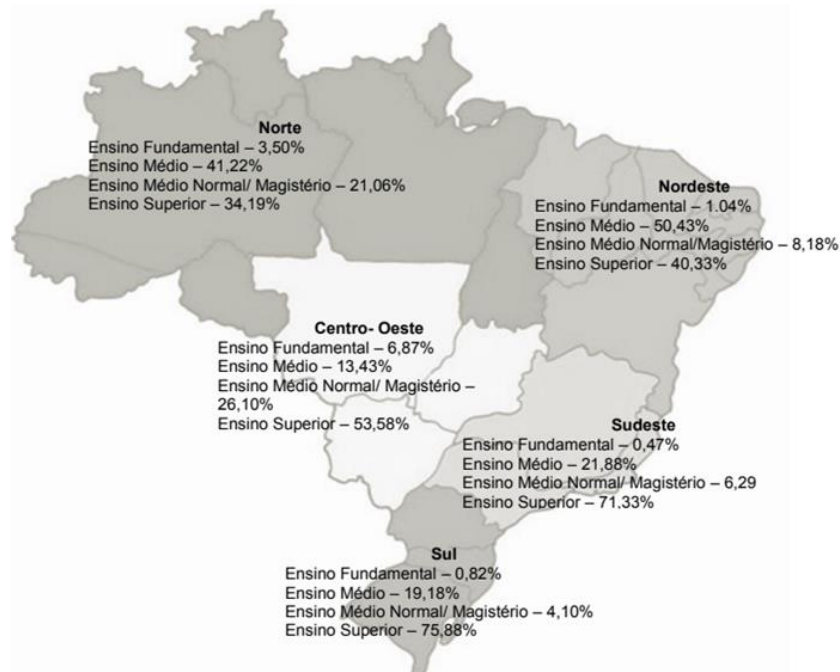 Norte
Ensino Fundamental – 3,50%
Ensino Médio – 41,22%
Ensino Médio Normal/ Magistério – 21,06%
Ensino Superior – 34,19%
Nordeste
Ensino Fundamental – 1.04%
Ensino Médio – 50,43%
Ensino Médio Normal/Magistério – 8,18%
Ensino Superior – 40,33%
Centro- Oeste
Ensino Fundamental – 6,87%
Ensino Médio – 13,43%
Ensino Médio Normal/ Magistério –
26,10%
Ensino Superior – 53,58%
Sudeste
Ensino Fundamental – 0,47%
Ensino Médio – 21,88%
Ensino Médio Normal/ Magistério – 6,29
Ensino Superior – 71.33%
Sul
Ensino Fundamental – 0,82%
Ensino Médio – 19,18%
Ensino Médio Normal/ Magistério – 4,10%
Ensino Superior – 75,88%